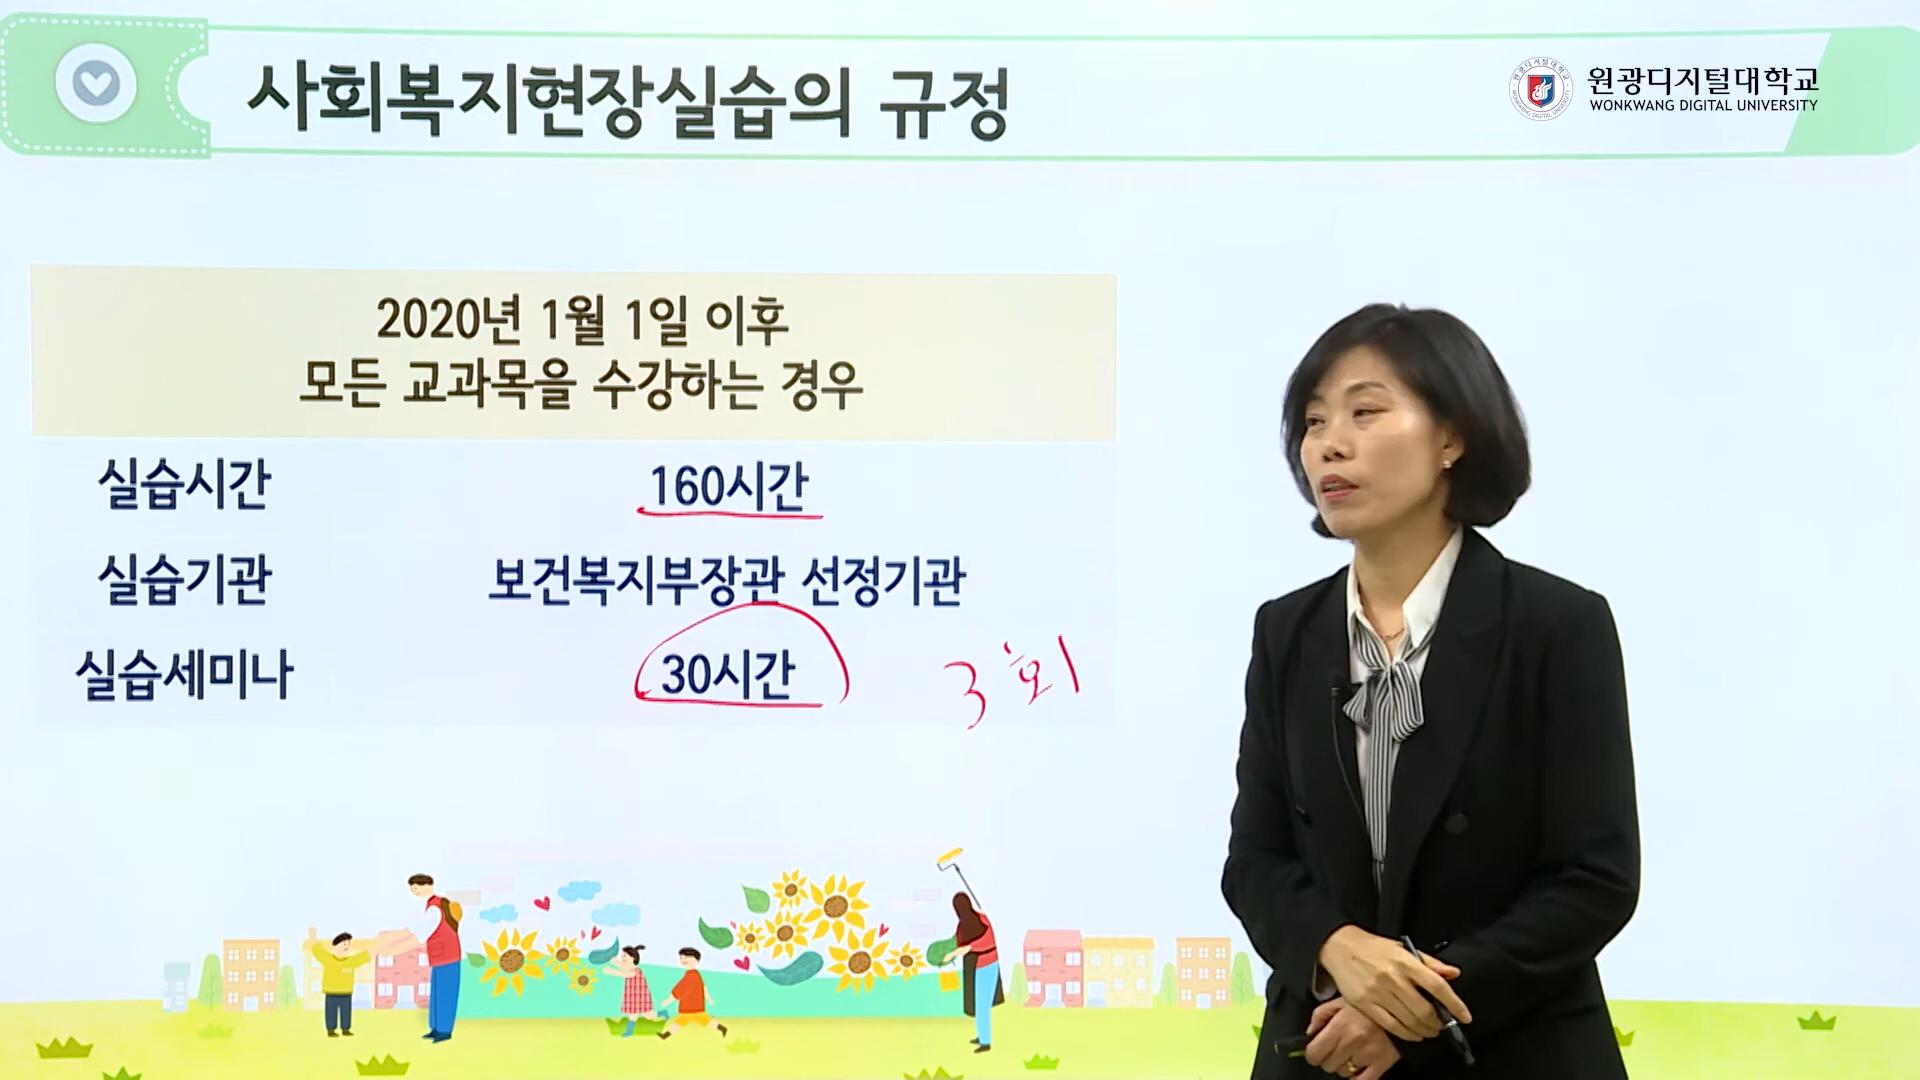 사회복지현장실습의 규정
원광디지털대학교
WONKWANG DIGITAL UNIVERSITY
2020년 1월 1일 이후
모든 교과목을 수강하는 경우
실습시간 160시간
실습기관 보건복지부장관 선정기관
실습세미나 30시간 3회